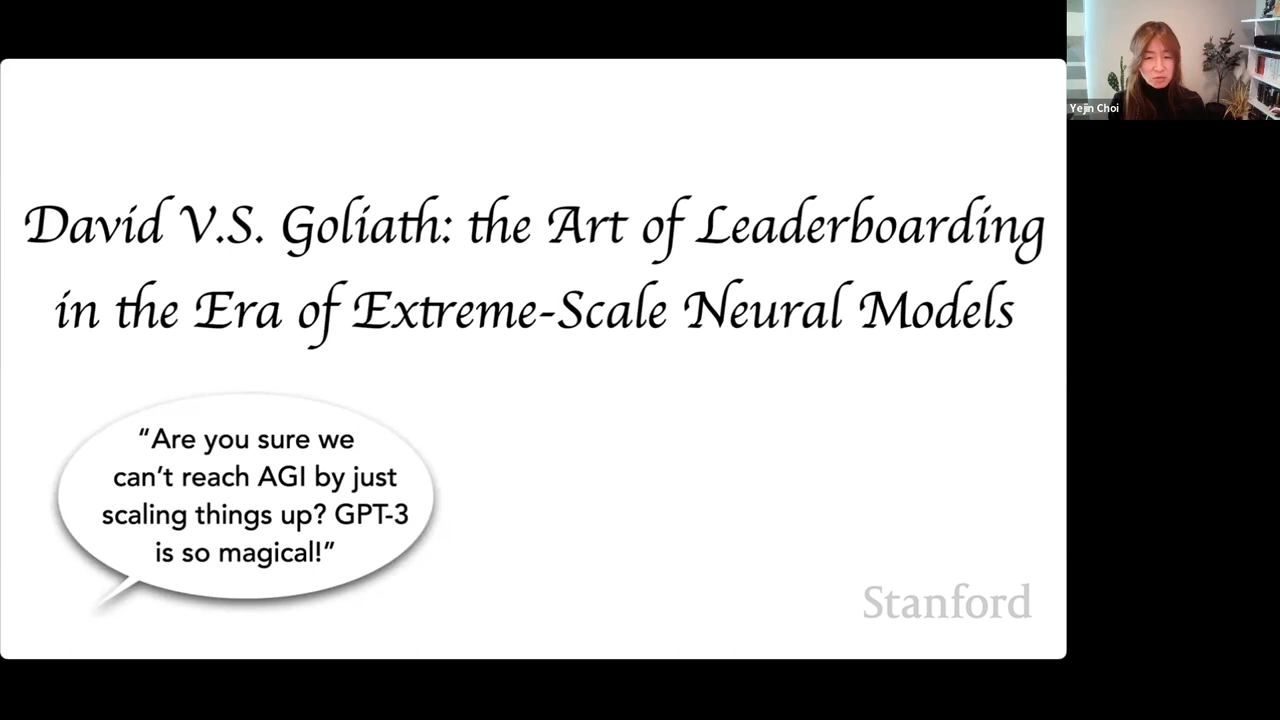 David V.S. Goliath: the Art of Leaderboarding
in the Era of Extreme-Scale Neural Models
“Are you sure we
can’t reach AGI by just
scaling things up? GPT-3
is so magical!”
Stanford
Yejin Choi